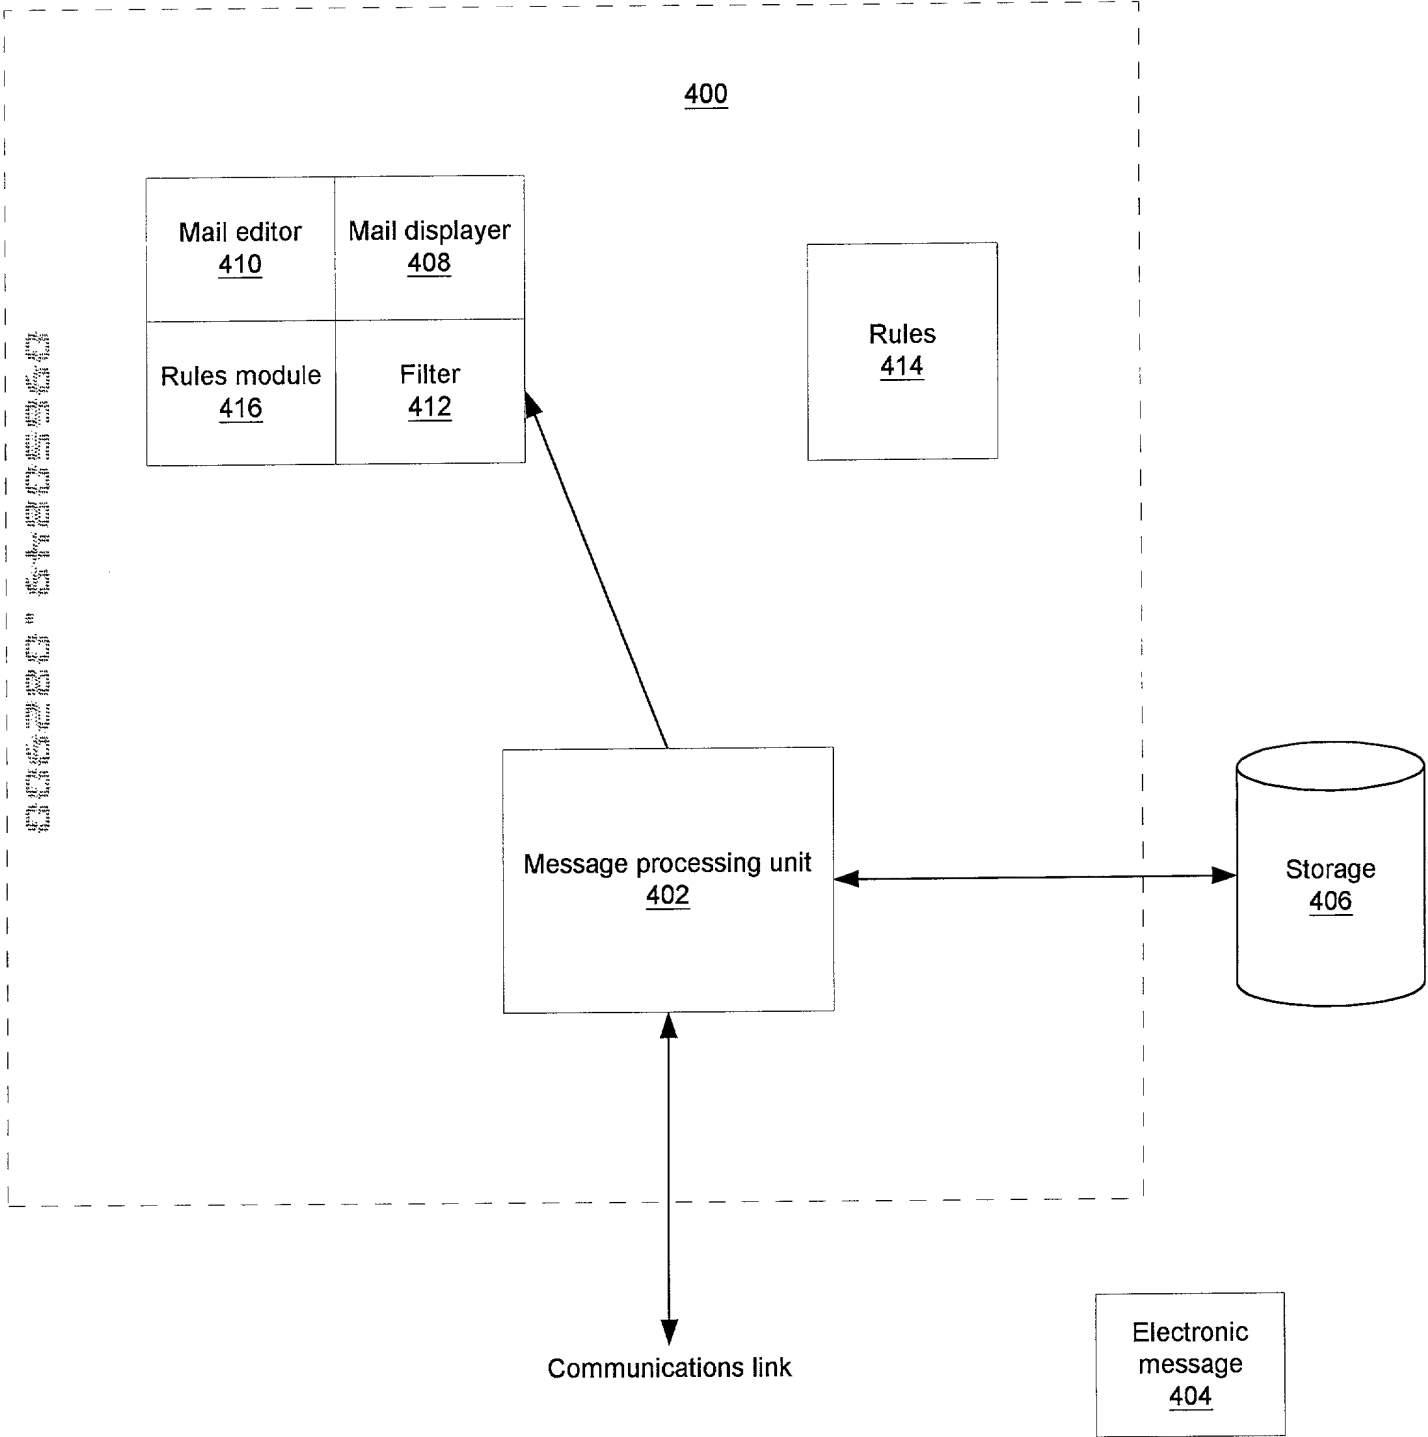 400
Mail editor
410
Mail displayer
408
Rules module
416
Filter
412
Rules
414
Message processing unit
402
Storage
406
Communications link
Electronic
message
404